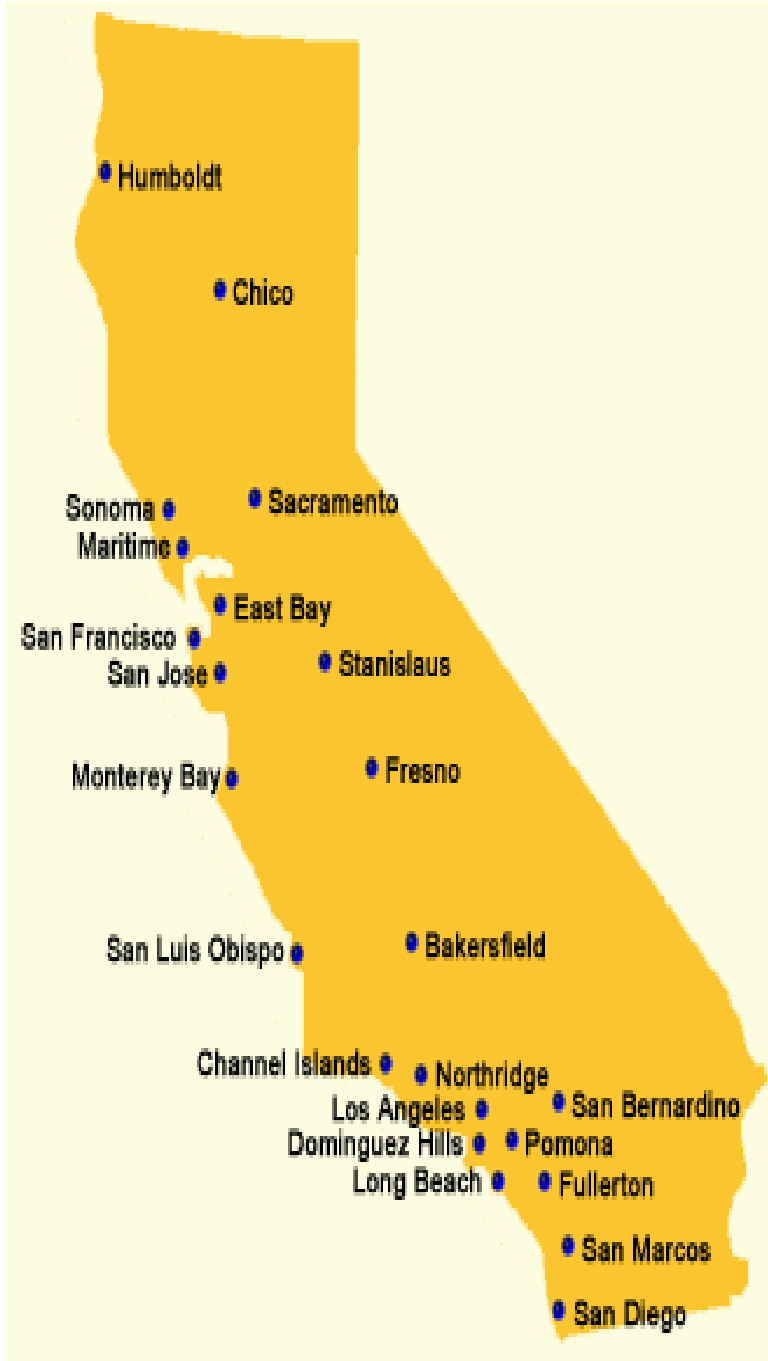 Humboldt
Chico
Sonoma
Sacramento
Maritime
East Bay
San Francisco
Stanislaus
San Jose
Monterey Bay
Fresno
San Luis Obispo
Bakersfield
Channel Islands
Northridge
Los Angeles
San Bernardino
Dominguez Hills
Pomona
Long Beach
Fullerton
San Marcos
San Diego